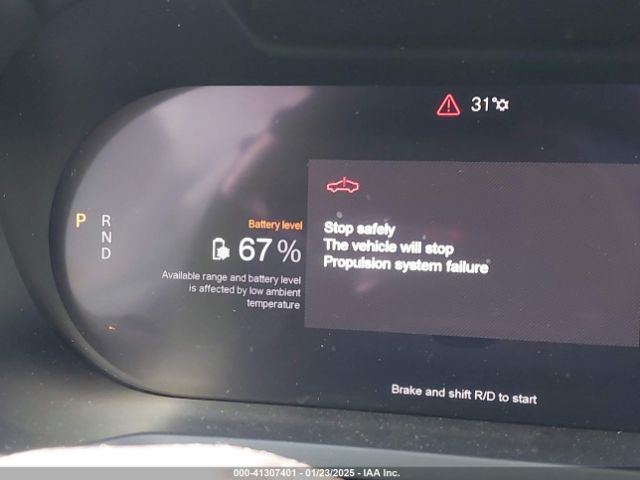 31°
P R
N
D
Battery level
67 %
Available range and battery level
is affected by low ambient
temperature
Stop safely
The vehicle will stop
Propulsion system failure
Brake and shift R/D to start
000-41307401 - 01/23/2025 - IAA Inc.